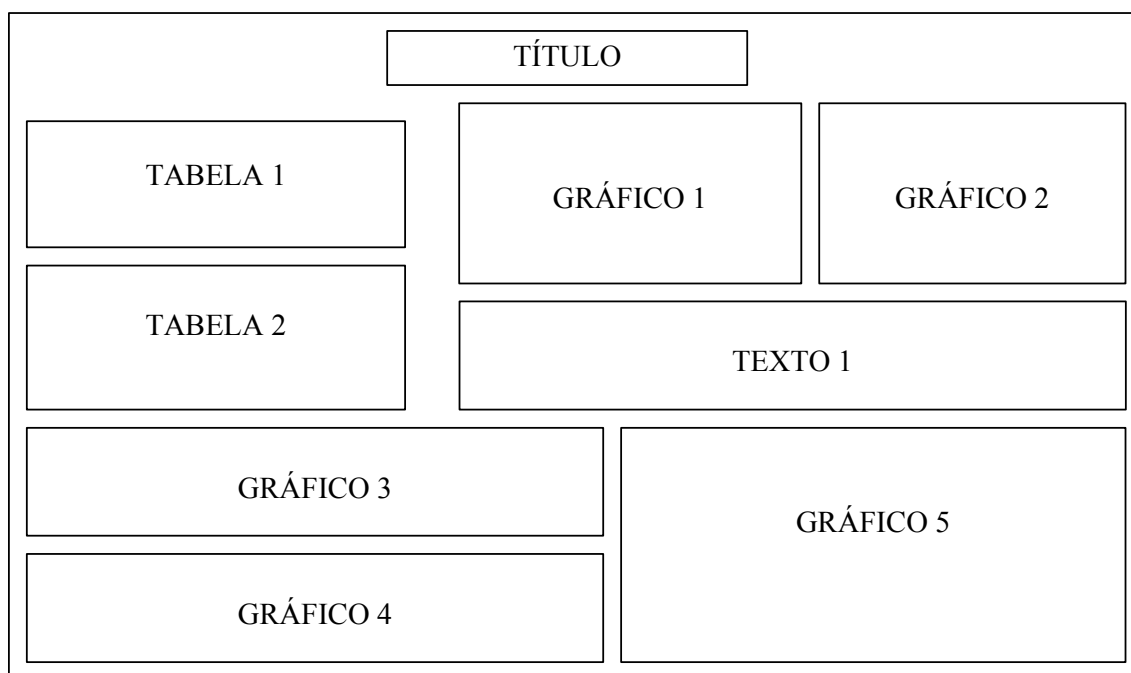 TÍTULO
TABELA 1
GRÁFICO 1
GRÁFICO 2
TABELA 2
TEXTO 1
GRÁFICO 3
GRÁFICO 5
GRÁFICO 4